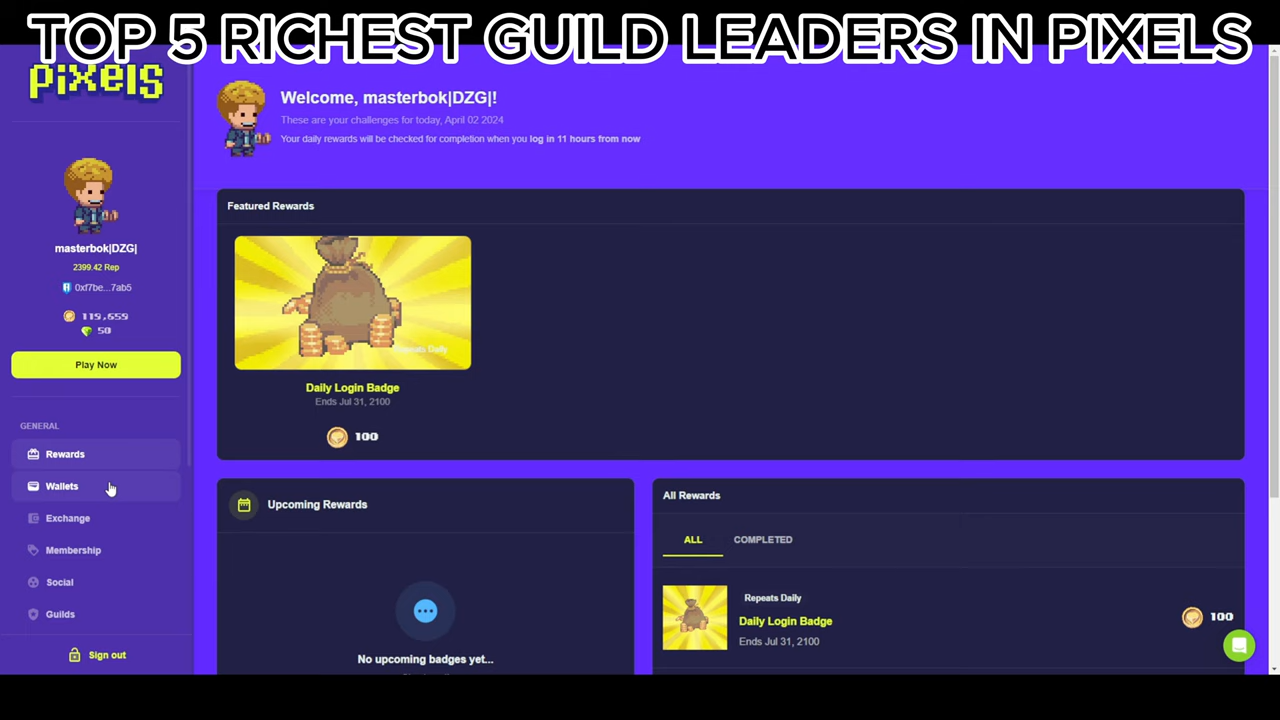 TOP 5 RICHEST GUILD LEADERS IN PIXELS
pixels
Welcome, masterbok|DZG|!
These are your challenges for today, April 02 2024
Your daily rewards will be checked for completion when you log in 11 hours from now
masterbok|DZG|
2399.42 Rep
0xf7be...7ab5
119,659
50
Play Now
GENERAL
Rewards
Wallets
Exchange
Membership
Social
Guilds
Sign out
Featured Rewards
Repeats Daily
Daily Login Badge
Ends Jul 31, 2100
100
Upcoming Rewards
No upcoming badges yet...
All Rewards
ALL COMPLETED
Repeats Daily
Daily Login Badge
Ends Jul 31, 2100
100